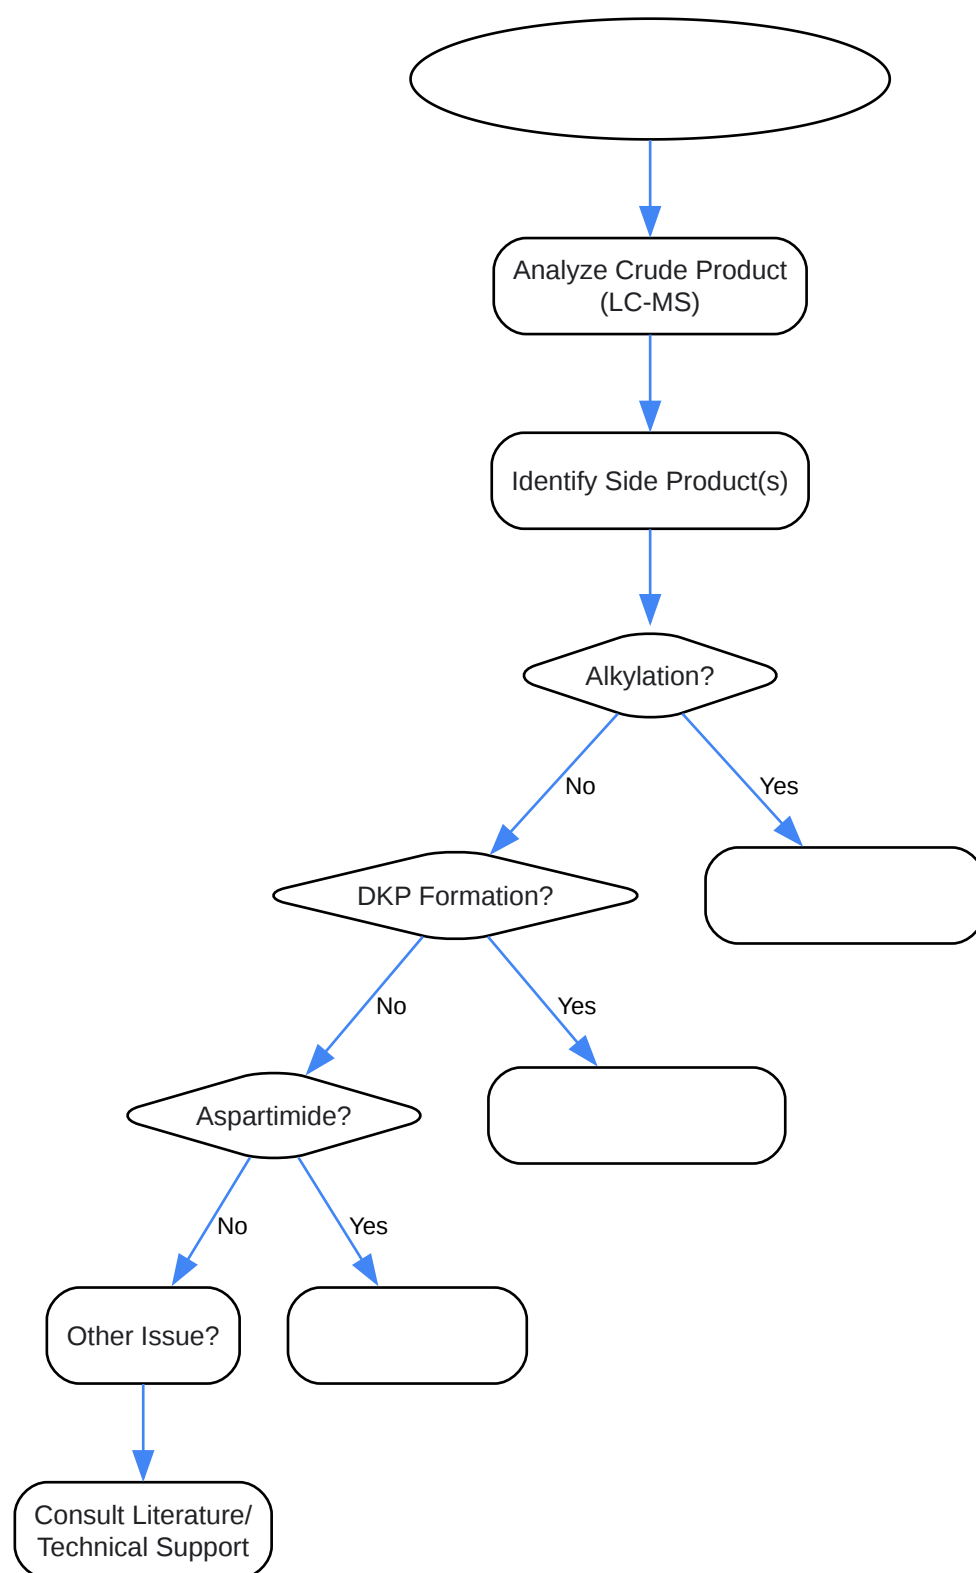 Analyze Crude Product
(LC-MS)
Identify Side Product(s)
Alkylation?
No
Yes
DKP Formation?
No
Yes
Aspartimide?
No
Yes
Other Issue?
Consult Literature/
Technical Support